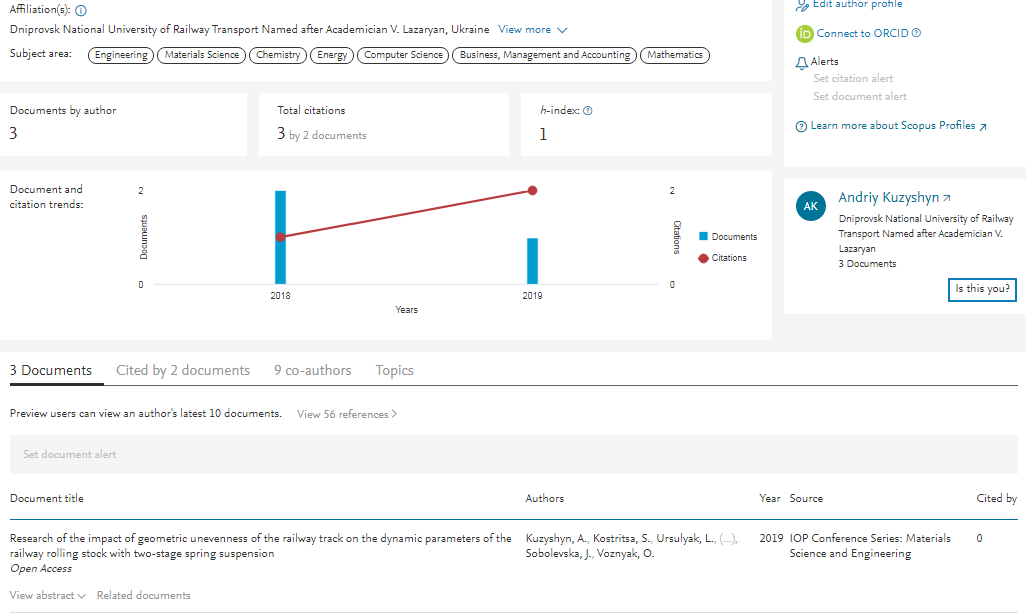 Affiliation(s):
Dniprovsk National University of Railway Transport Named after Academician V. Lazaryan, Ukraine View more
Subject area: Engineering Materials Science Chemistry Energy Computer Science Business, Management and Accounting Mathematics
Edit author profile
iD Connect to ORCID
Alerts
Set citation alert
Set document alert
Learn more about Scopus Profiles
Documents by author
3
Total citations
3 by 2 documents
h-index:
1
Document and
citation trends:
2
0
Documents
2018
2019
Years
2
0
Citations
Documents
Citations
AK
Andriy Kuzyshyn
Dniprovsk National University of Railway
Transport Named after Academician V.
Lazaryan
3 Documents
Is this you?
3 Documents Cited by 2 documents 9 co-authors Topics
Preview users can view an author's latest 10 documents. View 56 references
Set document alert
Document title Authors Year Source Cited by
Research of the impact of geometric unevenness of the railway track on the dynamic parameters of the
railway rolling stock with two-stage spring suspension
Open Access
Kuzyshyn, A., Kostritsa, S., Ursulyak, L., (...),
Sobolevska, J., Voznyak, O.
2019
IOP Conference Series: Materials
Science and Engineering
0
View abstract Related documents